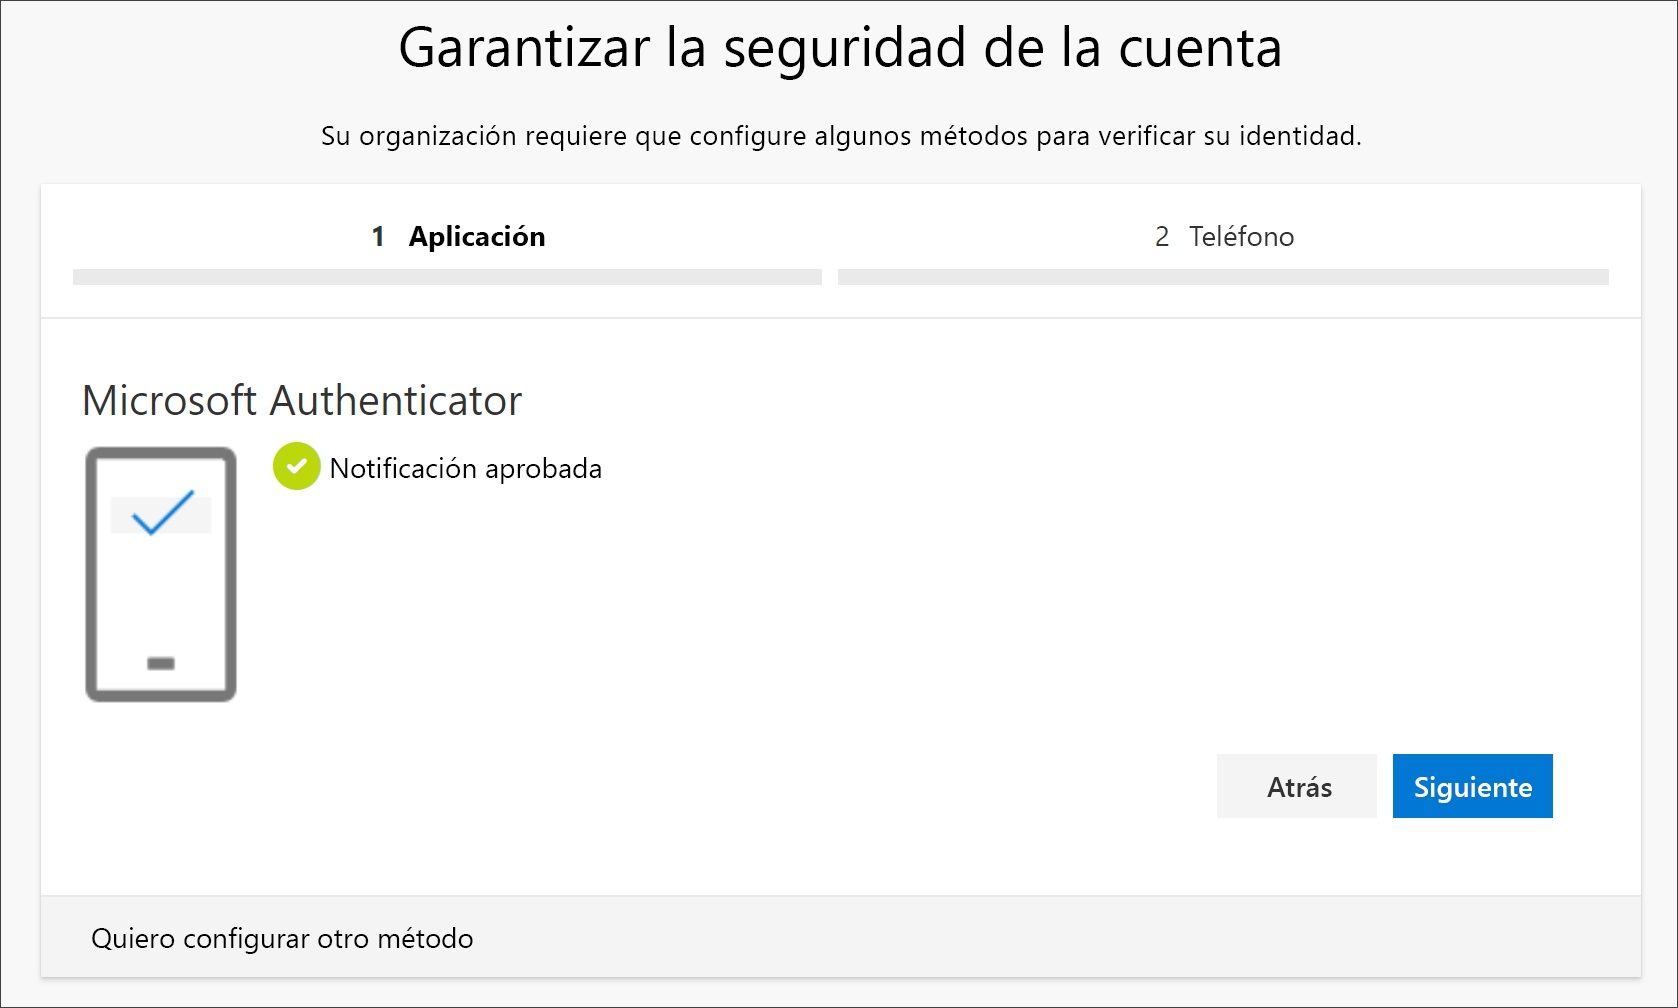 Garantizar la seguridad de la cuenta
Su organización requiere que configure algunos métodos para verificar su identidad.
1 Aplicación
2 Teléfono
Microsoft Authenticator
Notificación aprobada
Atrás
Siguiente
Quiero configurar otro método